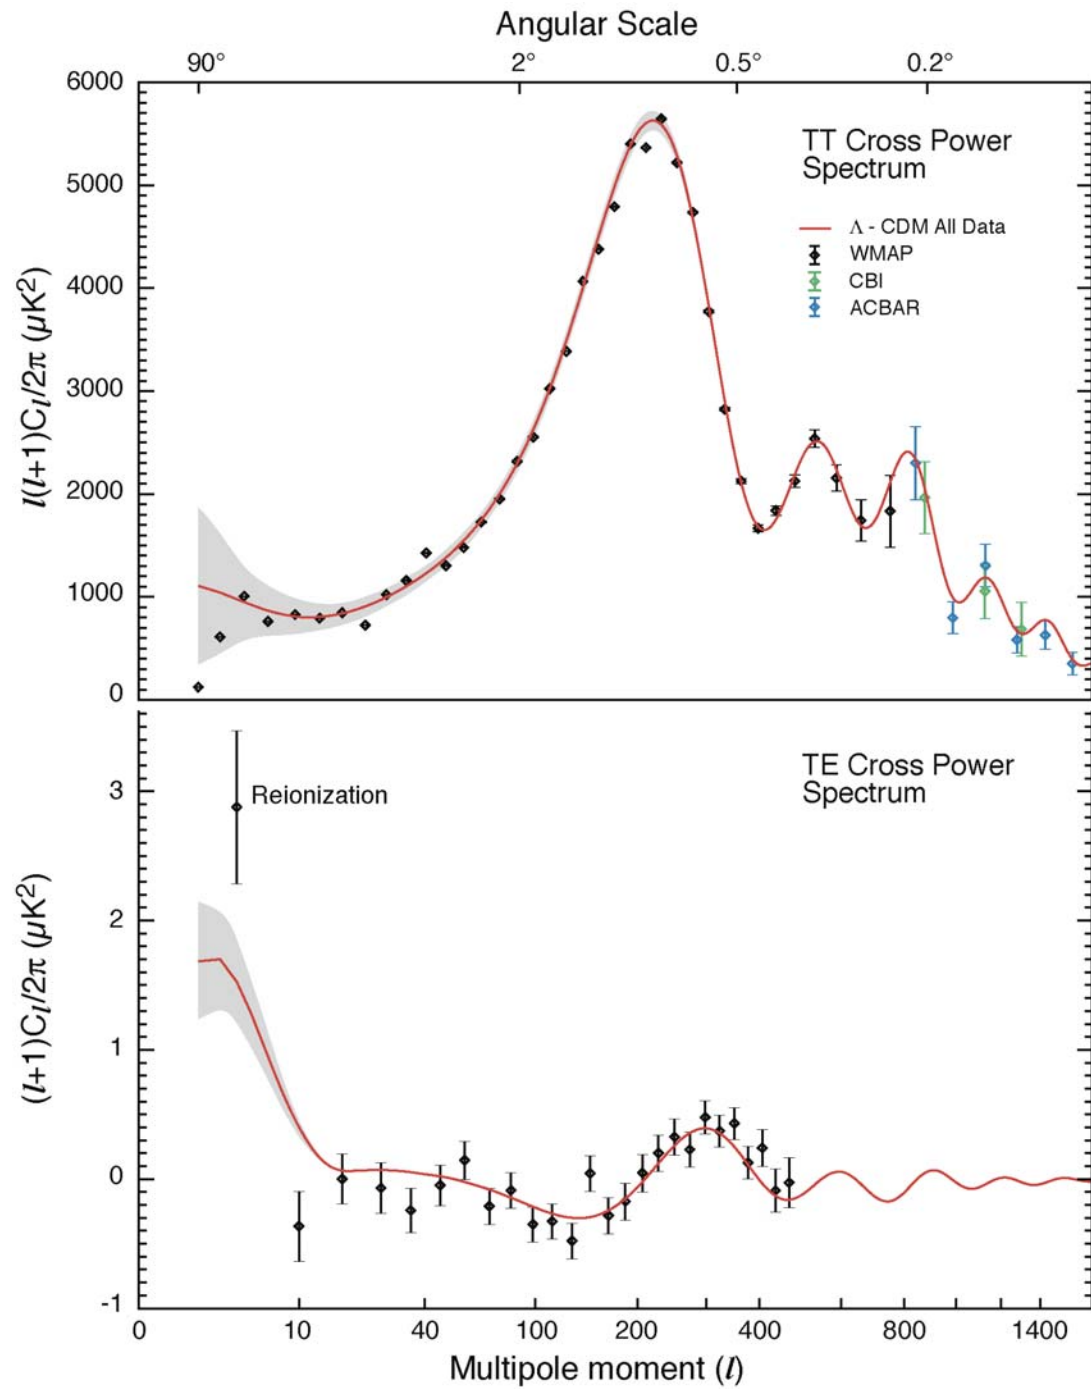 Angular Scale
90° 2° 0.5° 0.2°
6000
5000
4000
3000
2000
1000
0
l(l+1)Cl/2π (μK2)
TT Cross Power
Spectrum
Λ - CDM All Data
WMAP
CBI
ACBAR
3
2
1
0
-1
(l+1)Cl/2π (μK2)
Reionization
TE Cross Power
Spectrum
0 10 40 100 200 400 800 1400
Multipole moment (l)